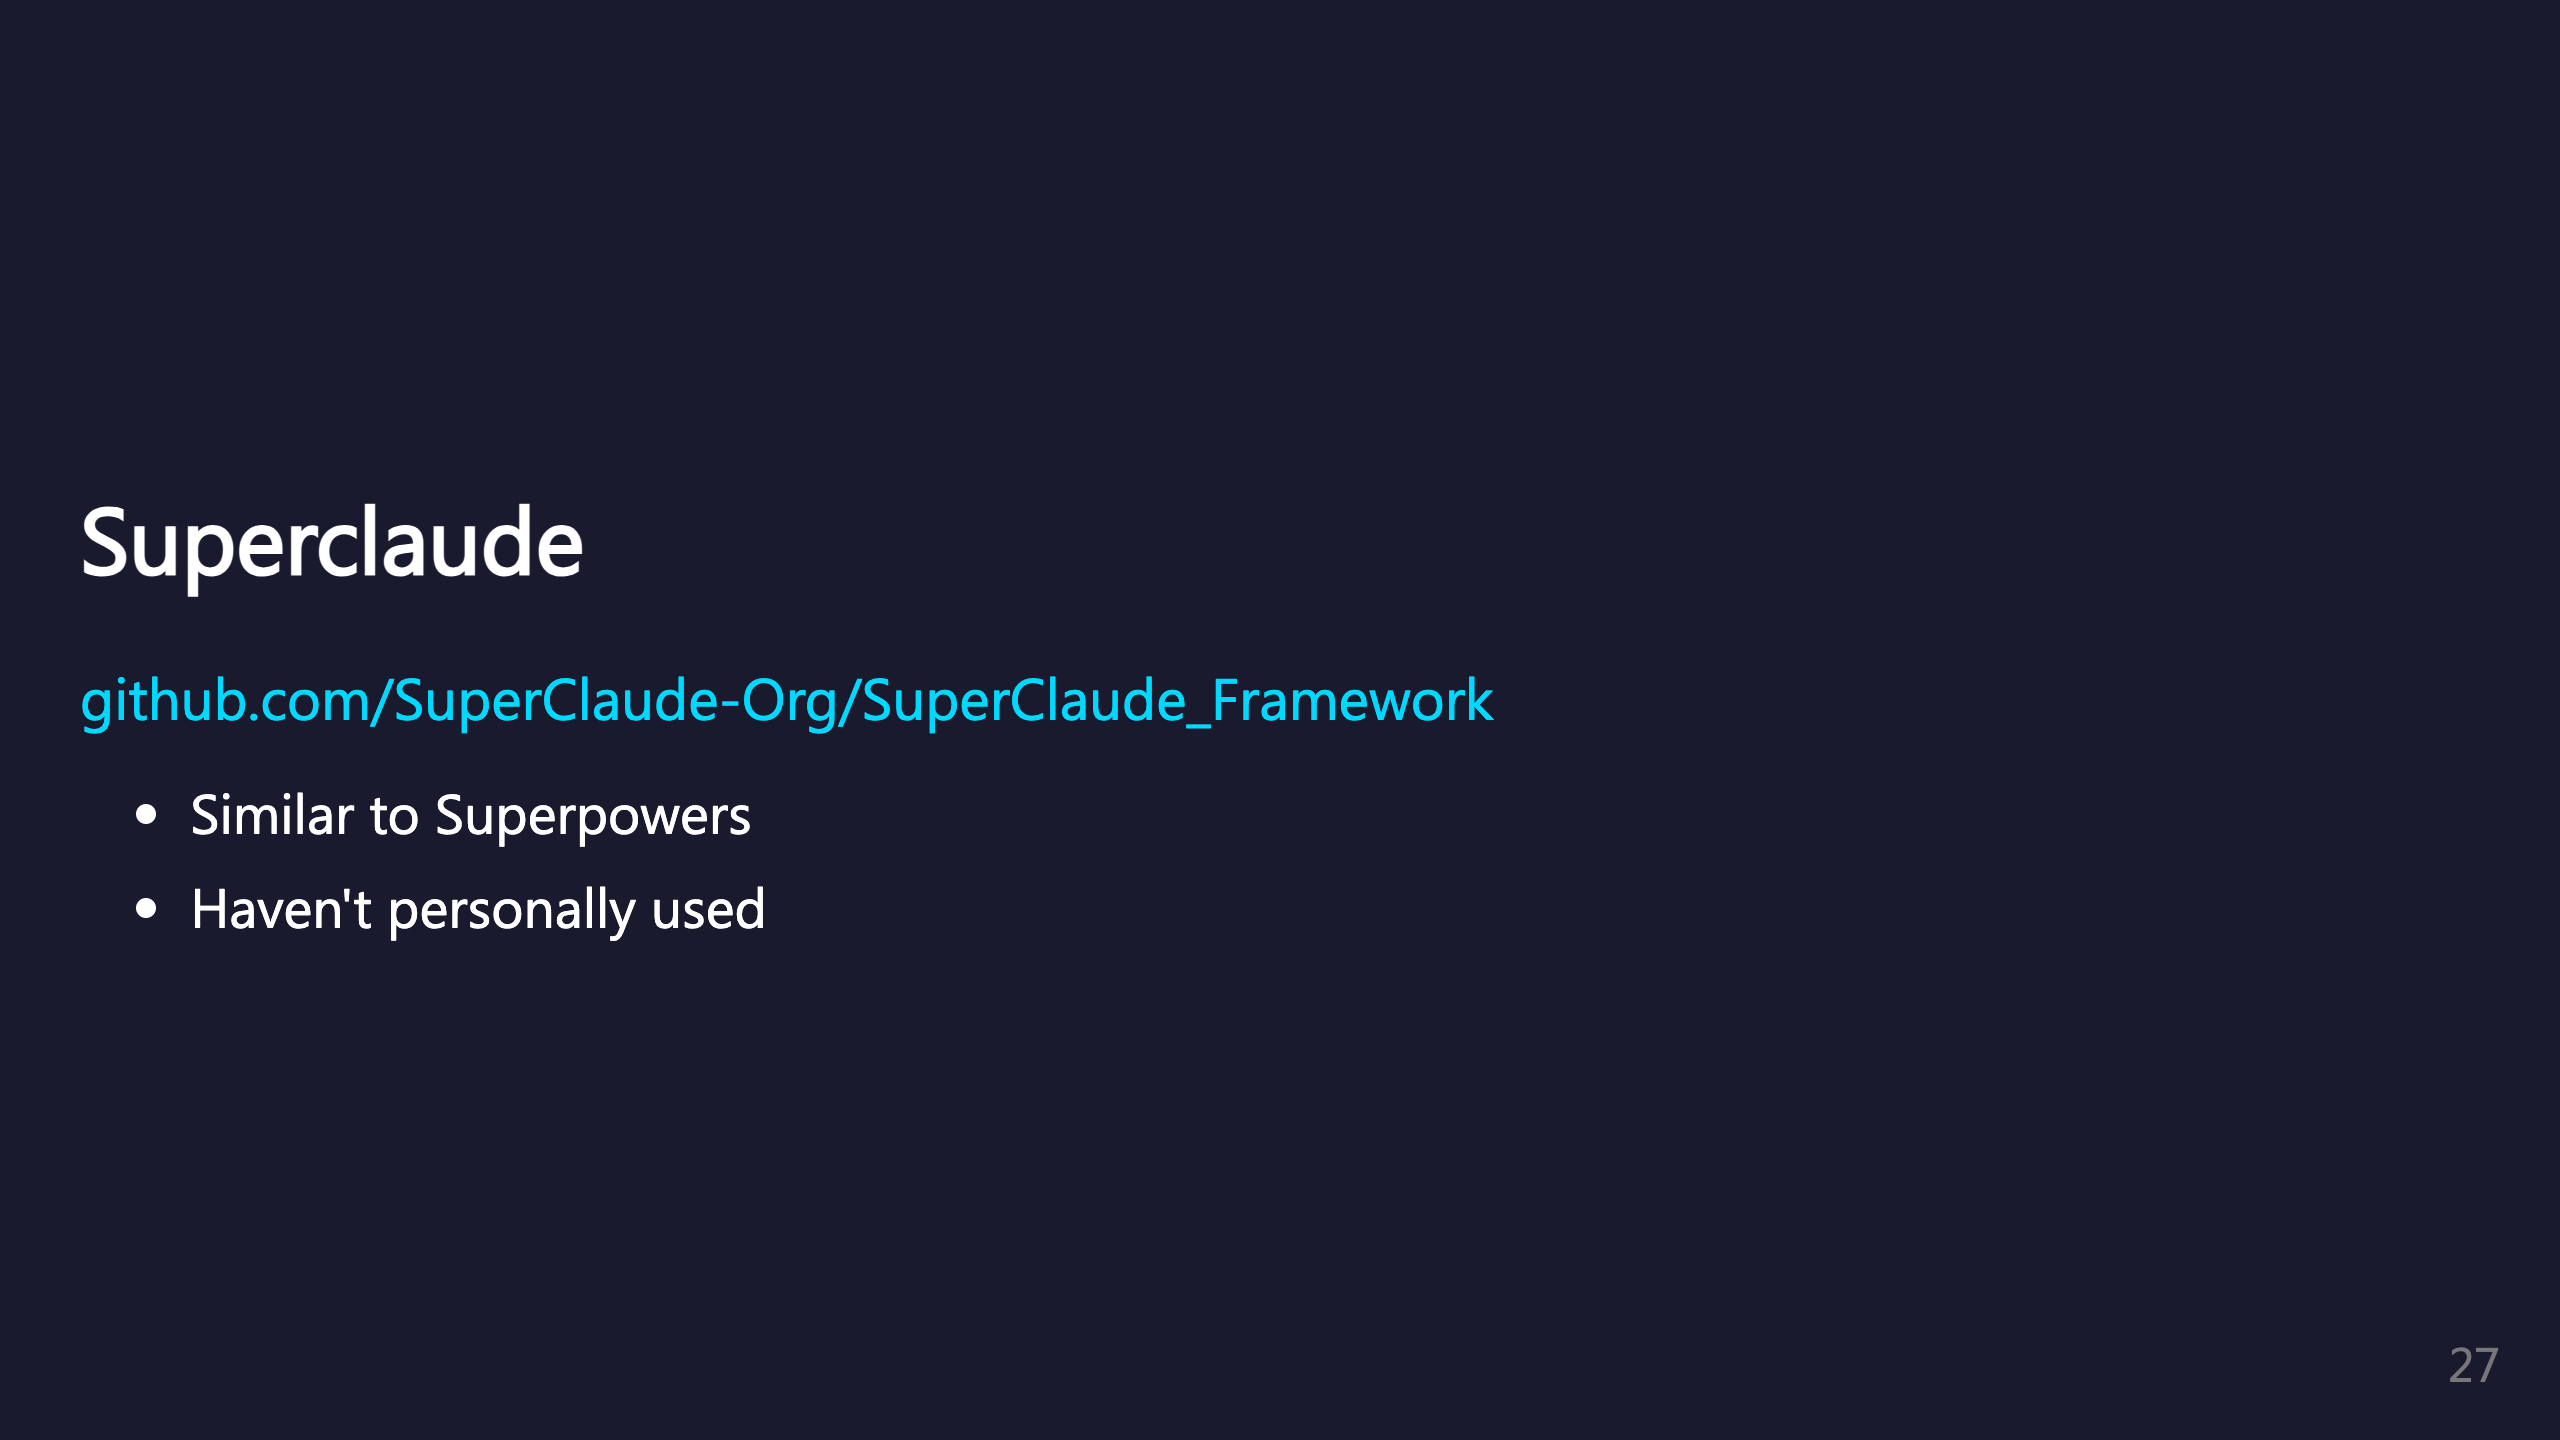 Superclaude
github.com/SuperClaude-Org/SuperClaude_Framework
• Similar to Superpowers
• Haven't personally used
27